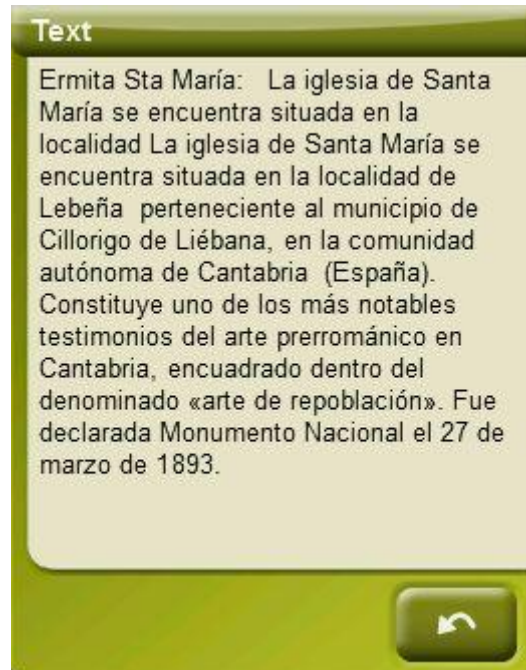 Text
Ermita Sta María:   La iglesia de Santa
María se encuentra situada en la
localidad La iglesia de Santa María se
encuentra situada en la localidad de
Lebeña  perteneciente al municipio de
Cillorigo de Liébana, en la comunidad
autónoma de Cantabria  (España).
Constituye uno de los más notables
testimonios del arte prerrománico en
Cantabria, encuadrado dentro del
denominado «arte de repoblación». Fue
declarada Monumento Nacional el 27 de
marzo de 1893.